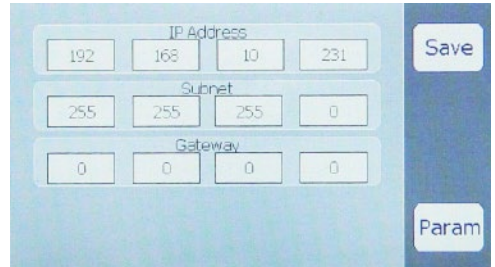 IP Address
192 168 10 231
Save
Subnet
255 255 255 0
Gateway
0 0 0 0
Param